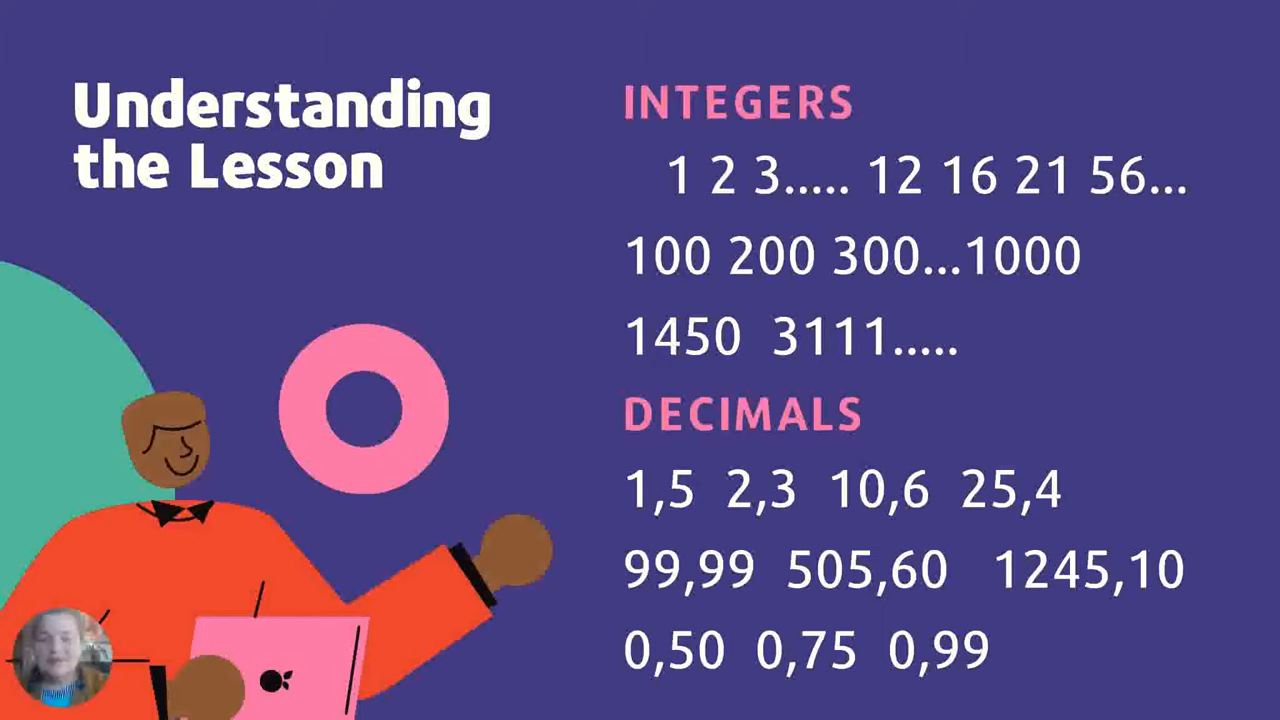 Understanding
the Lesson
INTEGERS
1 2 3..... 12 16 21 56...
100 200 300...1000
1450 3111.....
DECIMALS
1,5 2,3 10,6 25,4
99,99 505,60 1245,10
0,50 0,75 0,99